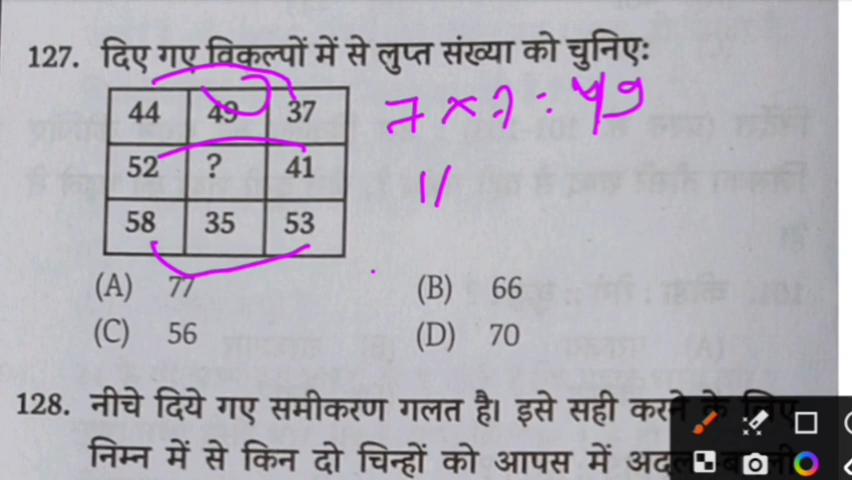 127. दिए गए विकल्पों में से लुप्त संख्या को चुनिएः
44 49 37 7 × 7 = 49
52 ? 41 11
58 35 53
(A) 77 (B) 66
(C) 56 (D) 70
128. नीचे दिये गए समीकरण गलत है। इसे सही करने के लिए
निम्न में से किन दो चिन्हों को आपस में